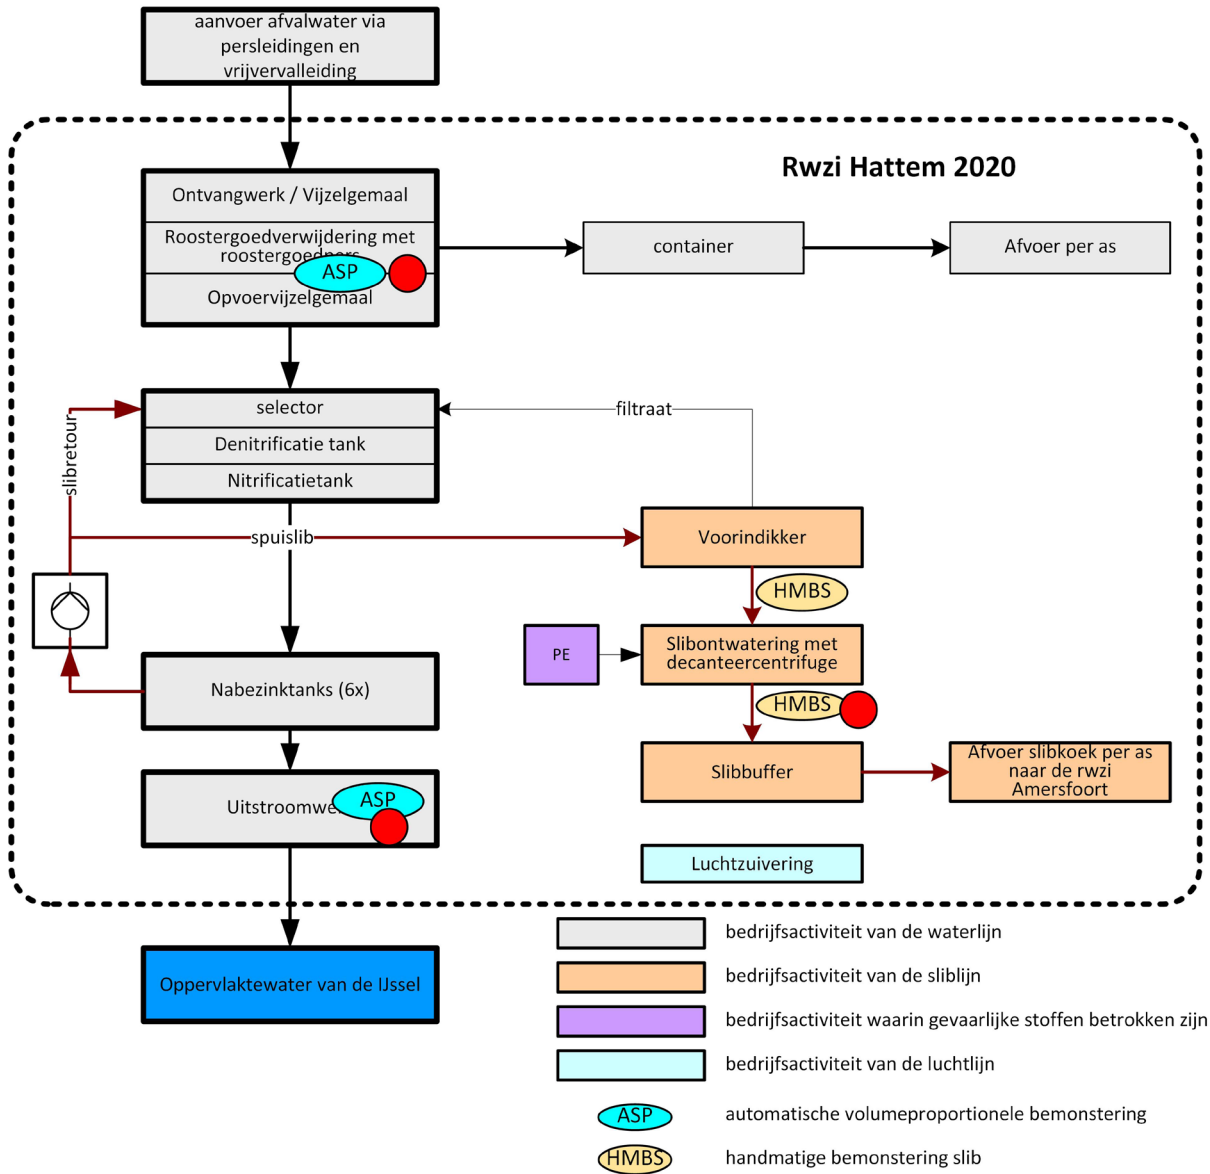 aanvoer afvalwater via
persleidingen en
vrijvervalleiding
Rwzi Hattem 2020
Ontvangwerk / Vijzelgemaal
Roostergoedverwijdering met
roostergoedpers
ASP
Opvoervijzelgemaal
container
Afvoer per as
selector
Denitrificatie tank
Nitrificatietank
filtraat
slibretour
spuislib
Voorindikker
HMBS
PE
Slibontwatering met
decanteercentrifuge
HMBS
Nabezinktanks (6x)
Slibbuffer
Afvoer slibkoek per as
naar de rwzi
Amersfoort
ASP
Luchtzuivering
Oppervlaktewater van de IJssel
bedrijfsactiviteit van de waterlijn
bedrijfsactiviteit van de sliblijn
bedrijfsactiviteit waarin gevaarlijke stoffen betrokken zijn
bedrijfsactiviteit van de luchtlijn
ASP
automatische volumeproportionele bemonstering
HMBS
handmatige bemonstering slib